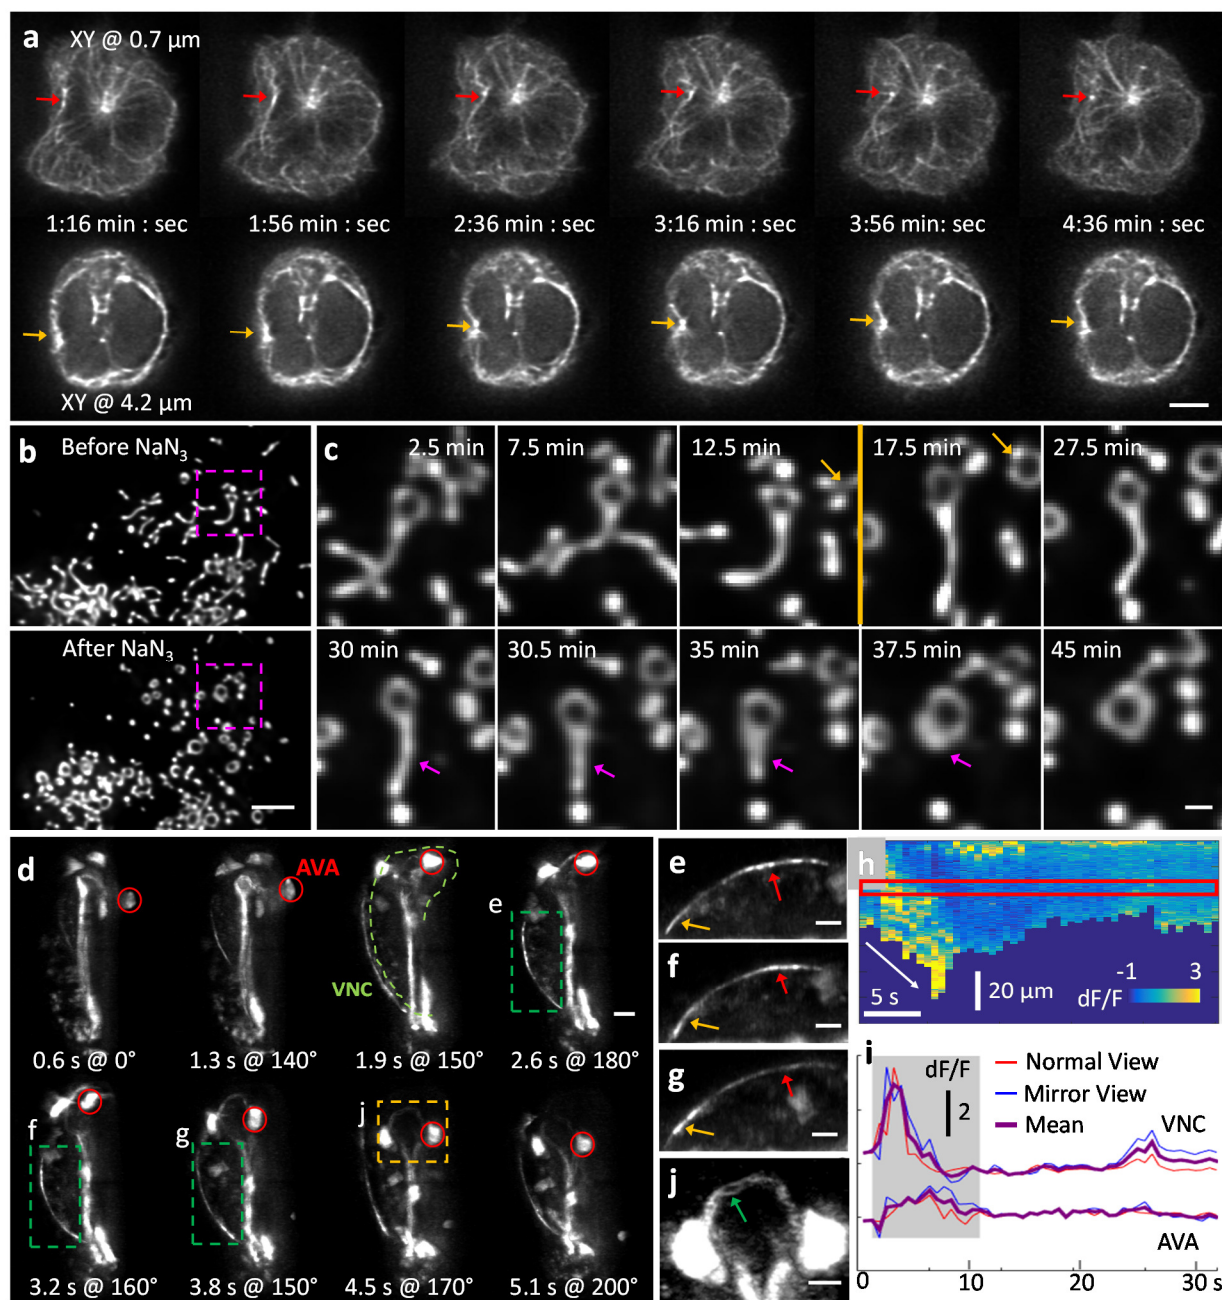 a
XY @ 0.7 µm
1:16 min : sec
1:56 min : sec
2:36 min : sec
3:16 min : sec
3:56 min: sec
4:36 min : sec
XY @ 4.2 µm
b
Before NaN₃
After NaN₃
c
2.5 min
7.5 min
12.5 min
17.5 min
27.5 min
30 min
30.5 min
35 min
37.5 min
45 min
d
AVA
VNC
e
0.6 s @ 0°
1.3 s @ 140°
1.9 s @ 150°
2.6 s @ 180°
f
g
j
3.2 s @ 160°
3.8 s @ 150°
4.5 s @ 170°
5.1 s @ 200°
e
f
g
j
h
5 s
20 µm
-1
3
dF/F
i
dF/F
2
Normal View
Mirror View
Mean
VNC
AVA
0
10
20
30 s